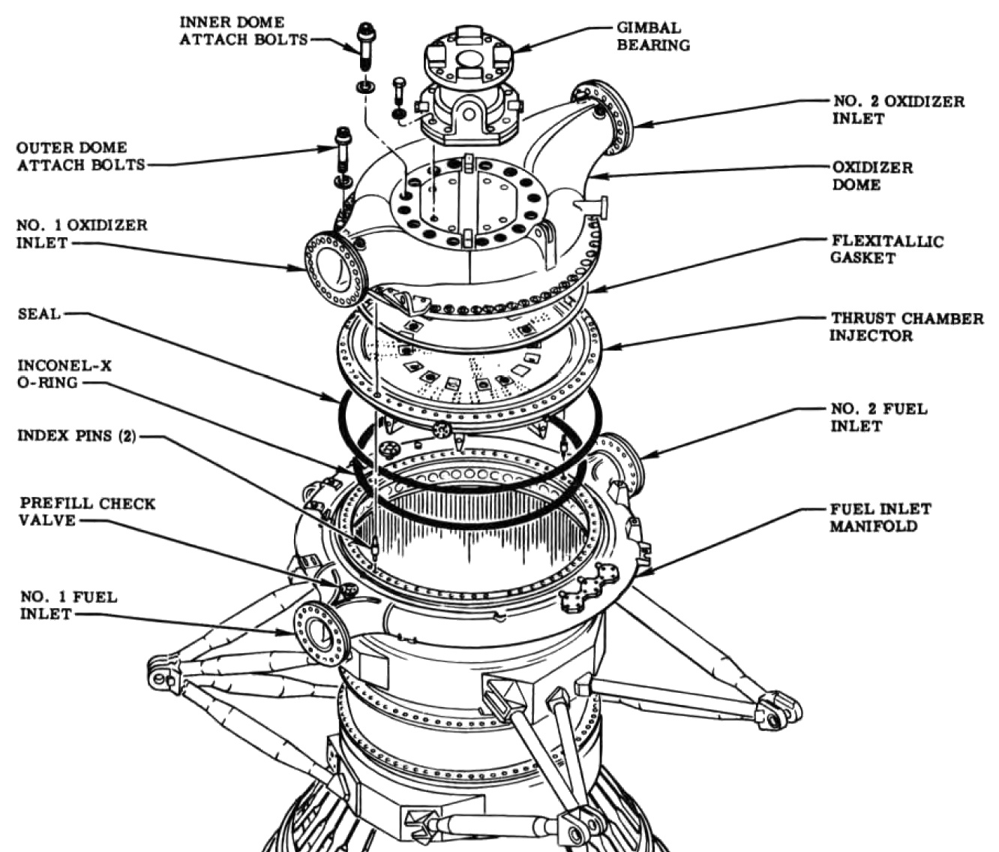 INNER DOME
ATTACH BOLTS
GIMBAL
BEARING
NO. 2 OXIDIZER
INLET
OUTER DOME
ATTACH BOLTS
OXIDIZER
DOME
NO. 1 OXIDIZER
INLET
FLEXITALLIC
GASKET
SEAL
THRUST CHAMBER
INJECTOR
INCONEL-X
O-RING
NO. 2 FUEL
INLET
INDEX PINS (2)
PREFILL CHECK
VALVE
FUEL INLET
MANIFOLD
NO. 1 FUEL
INLET